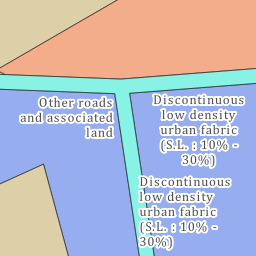 Other roads
and associated
land
Discontinuous
low density
urban fabric
(S.L. : 10% -
30%)
Discontinuous
low density
urban fabric
(S.L. : 10% -
30%)